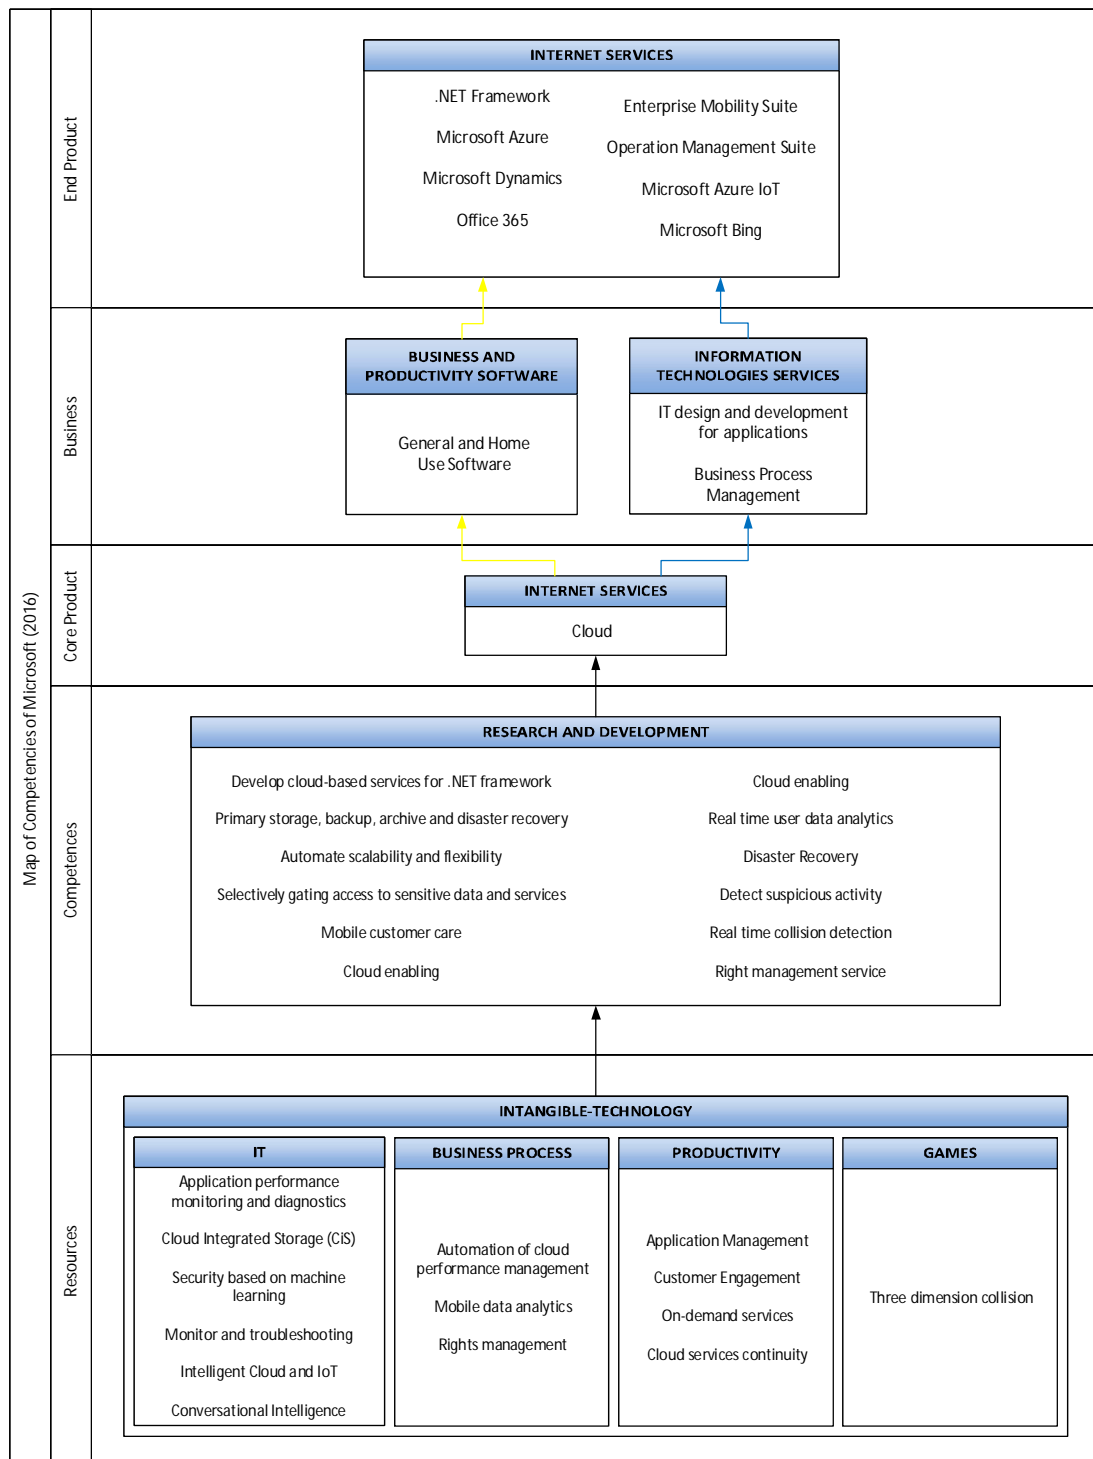 Map of Competencies of Microsoft (2016)
End Product
INTERNET SERVICES
.NET Framework
Microsoft Azure
Microsoft Dynamics
Office 365
Enterprise Mobility Suite
Operation Management Suite
Microsoft Azure IoT
Microsoft Bing
Business
BUSINESS AND
PRODUCTIVITY SOFTWARE
General and Home
Use Software
INFORMATION
TECHNOLOGIES SERVICES
IT design and development
for applications
Business Process
Management
Core Product
INTERNET SERVICES
Cloud
Competences
RESEARCH AND DEVELOPMENT
Develop cloud-based services for .NET framework
Primary storage, backup, archive and disaster recovery
Automate scalability and flexibility
Selectively gating access to sensitive data and services
Mobile customer care
Cloud enabling
Cloud enabling
Real time user data analytics
Disaster Recovery
Detect suspicious activity
Real time collision detection
Right management service
Resources
INTANGIBLE-TECHNOLOGY
IT
Application performance
monitoring and diagnostics
Cloud Integrated Storage (CiS)
Security based on machine
learning
Monitor and troubleshooting
Intelligent Cloud and IoT
Conversational Intelligence
BUSINESS PROCESS
Automation of cloud
performance management
Mobile data analytics
Rights management
PRODUCTIVITY
Application Management
Customer Engagement
On-demand services
Cloud services continuity
GAMES
Three dimension collision